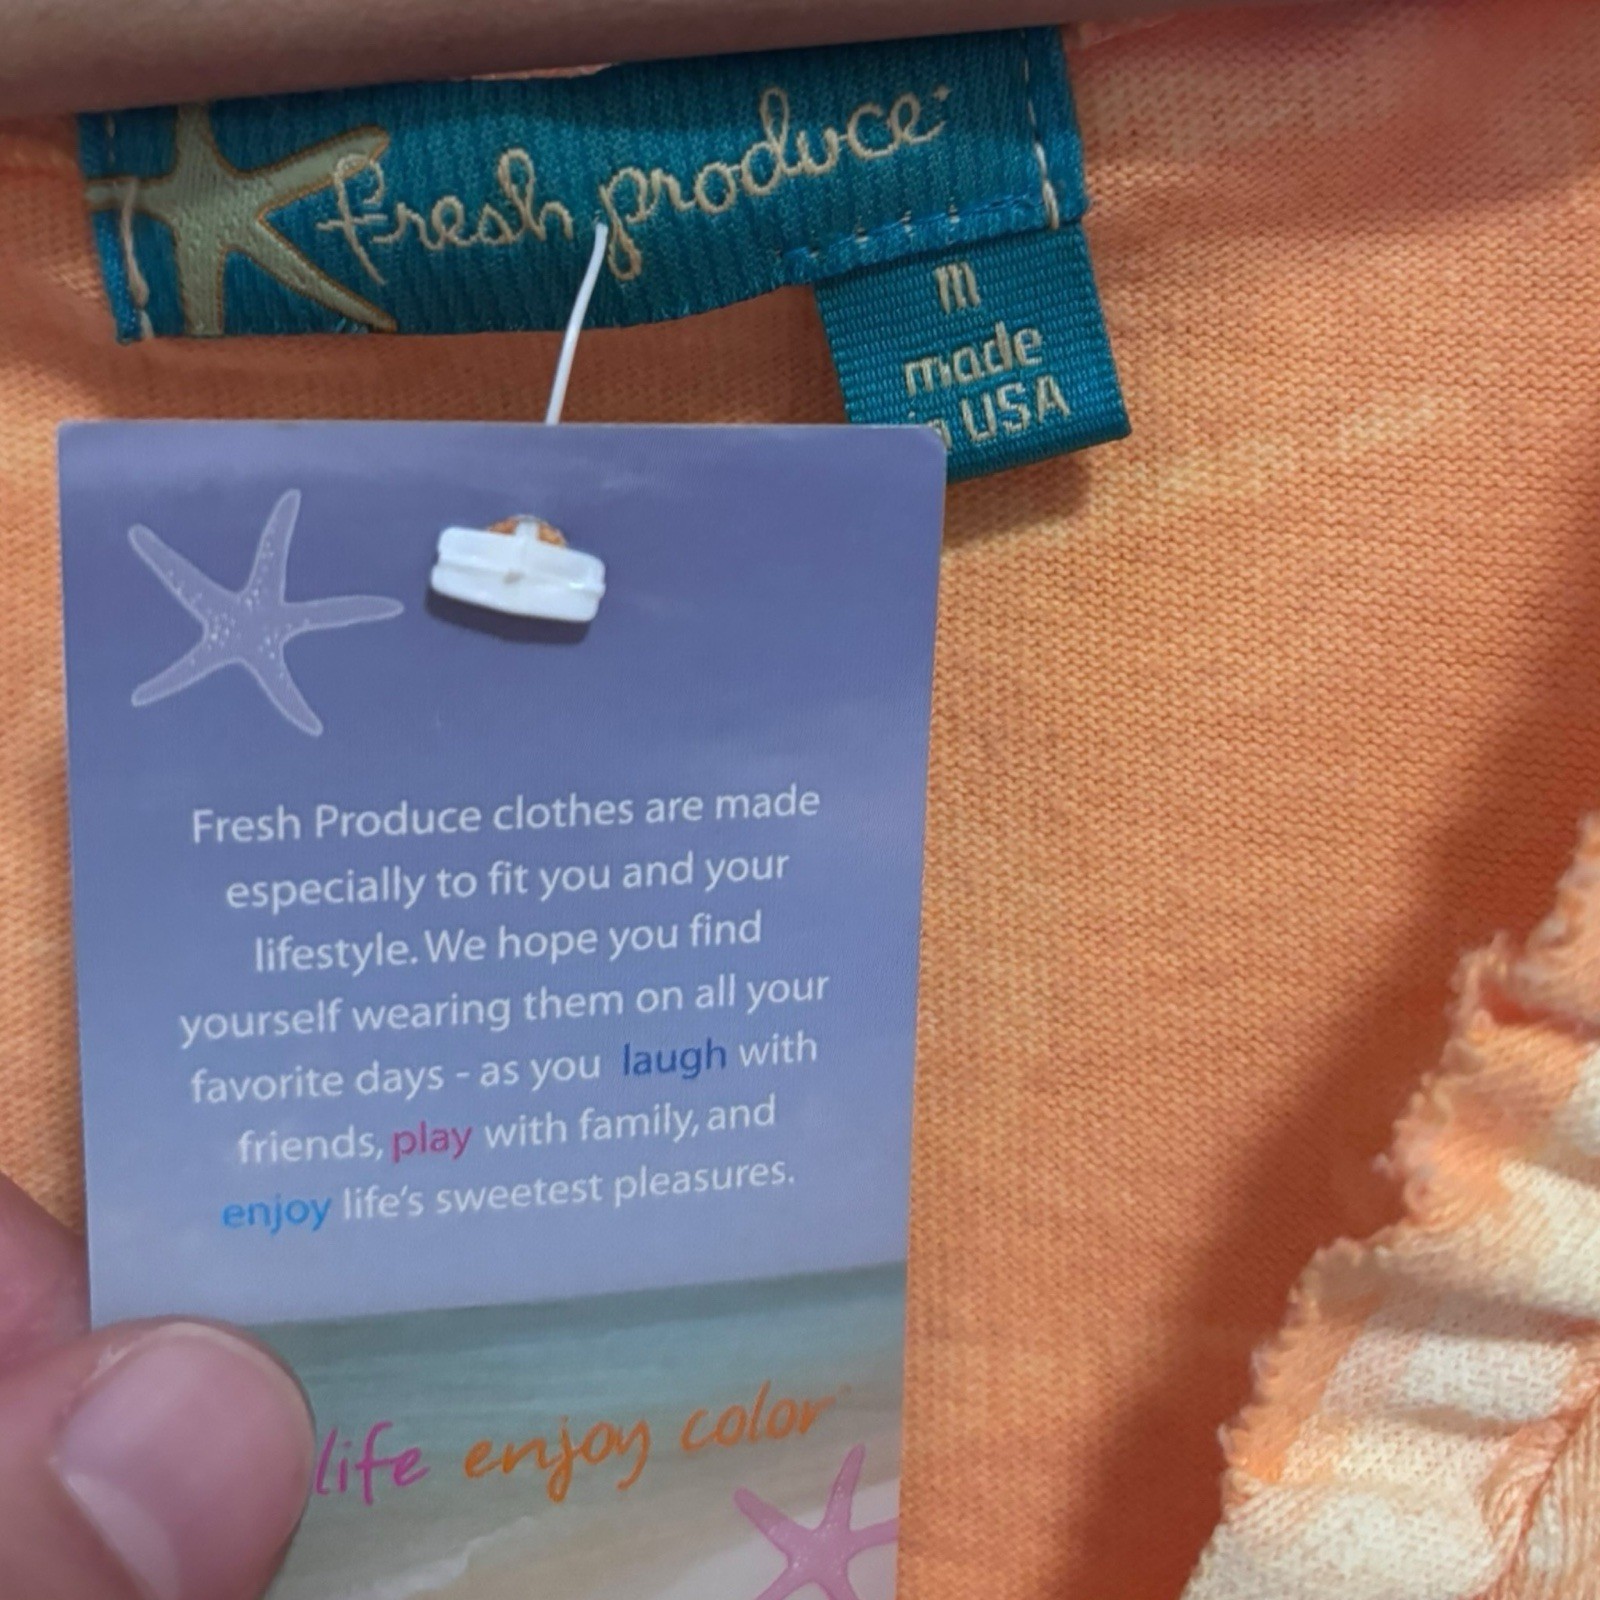 Fresh produce
m
made
in USA
Fresh Produce clothes are made
especially to fit you and your
lifestyle. We hope you find
yourself wearing them on all your
favorite days - as you laugh with
friends, play with family, and
enjoy life's sweetest pleasures.
life enjoy color